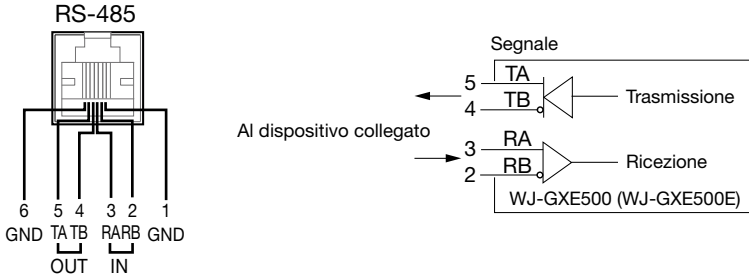 RS-485
6 5 4 3 2 1
GND TA TB RA RB GND
OUT IN
Segnale
5 TA
4 TB
Trasmissione
Al dispositivo collegato
3 RA
2 RB
Ricezione
WJ-GXE500 (WJ-GXE500E)